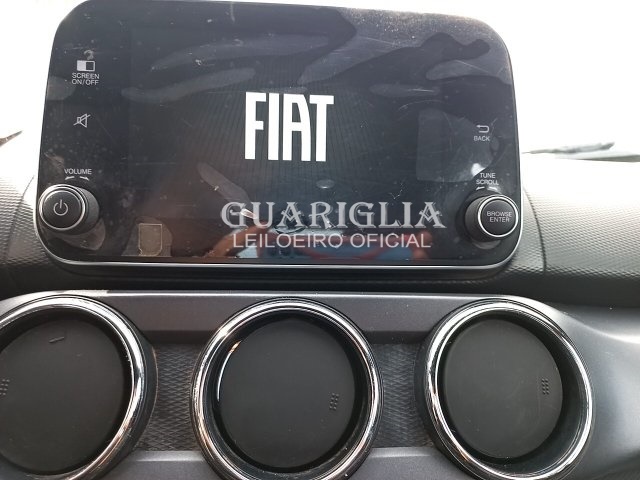 SCREEN
ON/OFF
FIAT
BACK
VOLUME
TUNE
SCROLL
BROWSE
ENTER
GUARIGLIA
LEILOEIRO OFICIAL